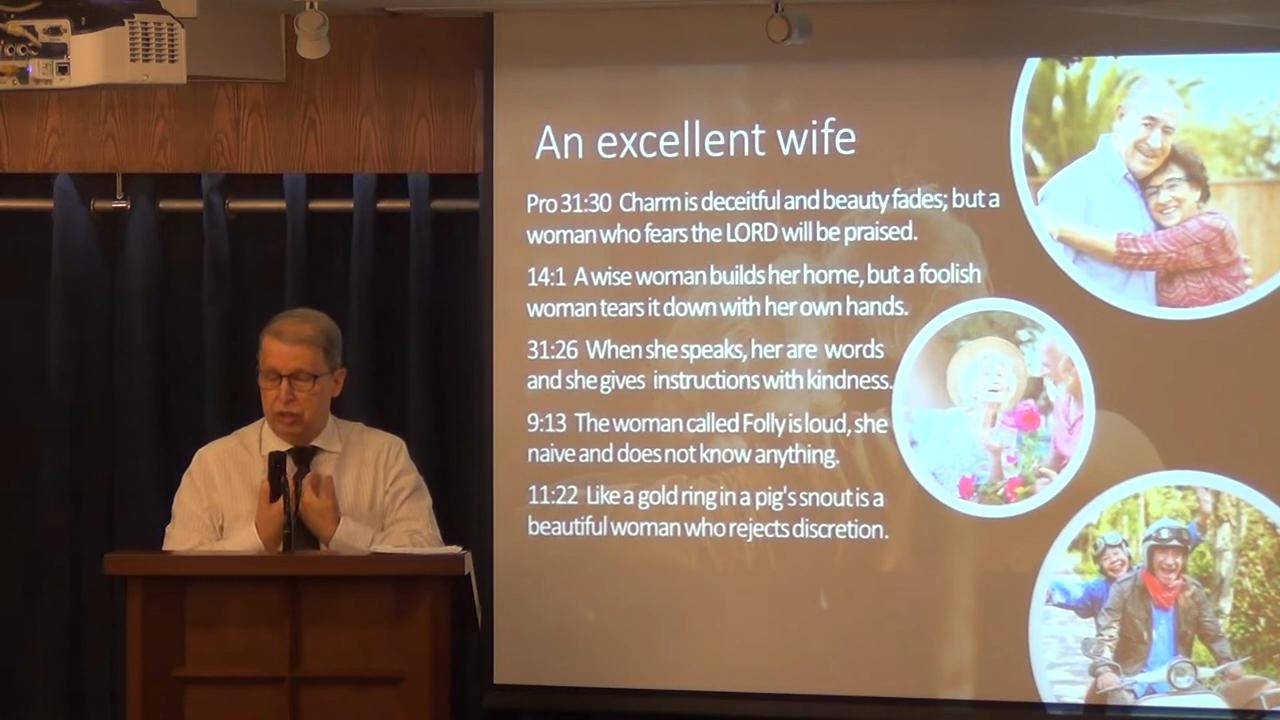 An excellent wife
Pro 31:30 Charm is deceitful and beauty fades; but a
woman who fears the LORD will be praised.
14:1 A wise woman builds her home, but a foolish
woman tears it down with her own hands.
31:26 When she speaks, her are words
and she gives instructions with kindness.
9:13 The woman called Folly is loud, she
naive and does not know anything.
11:22 Like a gold ring in a pig's snout is a
beautiful woman who rejects discretion.